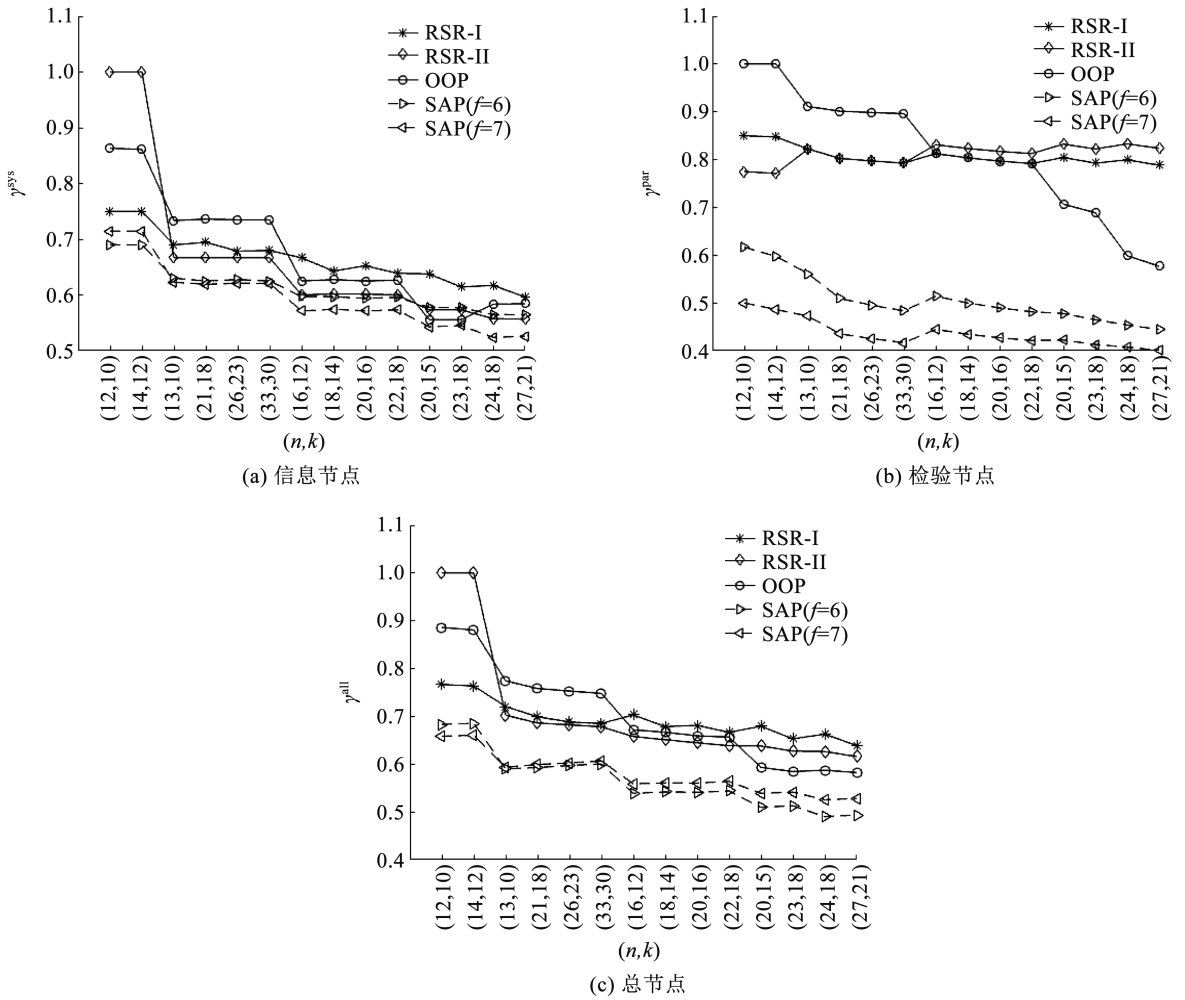 1.1
1.0
0.9
0.8
0.7
0.6
0.5
γsys
RSR-I
RSR-II
OOP
SAP(f=6)
SAP(f=7)
(12,10)
(14,12)
(13,10)
(21,18)
(26,23)
(33,30)
(16,12)
(18,14)
(20,16)
(22,18)
(20,15)
(23,18)
(24,18)
(27,21)
(n,k)
(a) 信息节点
1.1
1.0
0.9
0.8
0.7
0.6
0.5
0.4
γpar
RSR-I
RSR-II
OOP
SAP(f=6)
SAP(f=7)
(12,10)
(14,12)
(13,10)
(21,18)
(26,23)
(33,30)
(16,12)
(18,14)
(20,16)
(22,18)
(20,15)
(23,18)
(24,18)
(27,21)
(n,k)
(b) 检验节点
1.1
1.0
0.9
0.8
0.7
0.6
0.5
0.4
γall
RSR-I
RSR-II
OOP
SAP(f=6)
SAP(f=7)
(12,10)
(14,12)
(13,10)
(21,18)
(26,23)
(33,30)
(16,12)
(18,14)
(20,16)
(22,18)
(20,15)
(23,18)
(24,18)
(27,21)
(n,k)
(c) 总节点